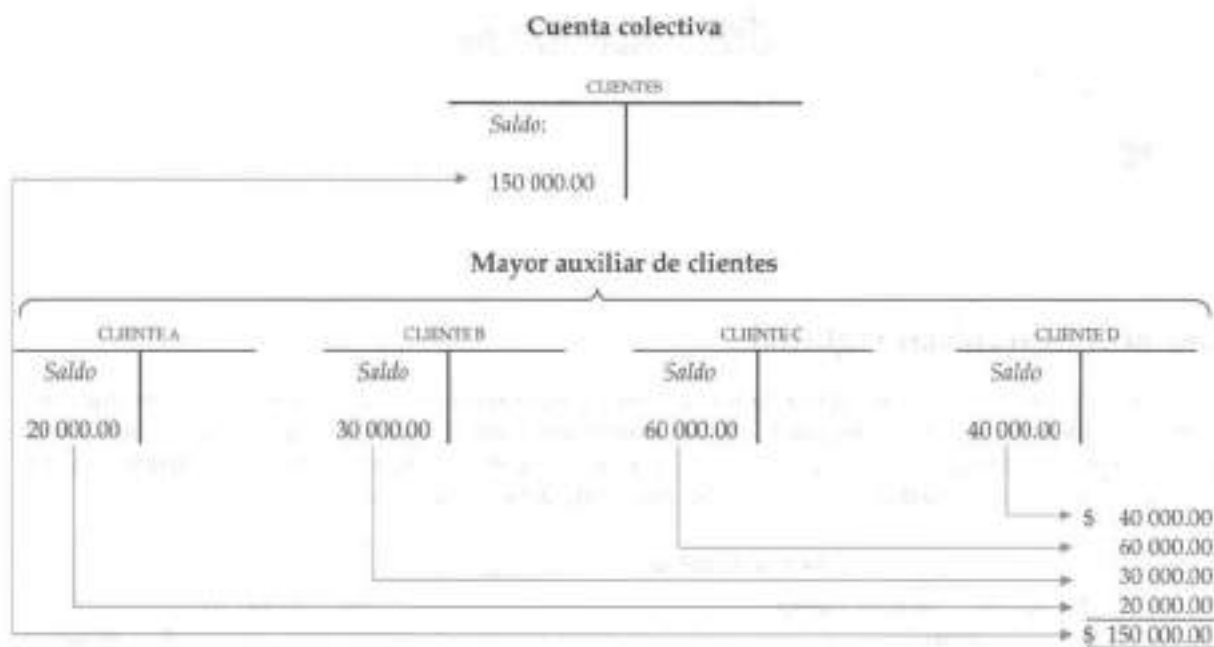 Cuenta colectiva
CLIENTES
Saldo:
150 000.00
Mayor auxiliar de clientes
CLIENTE A CLIENTE B CLIENTE C CLIENTE D
Saldo Saldo Saldo Saldo
20 000.00 30 000.00 60 000.00 40 000.00
$ 40 000.00
60 000.00
30 000.00
20 000.00
$ 150 000.00